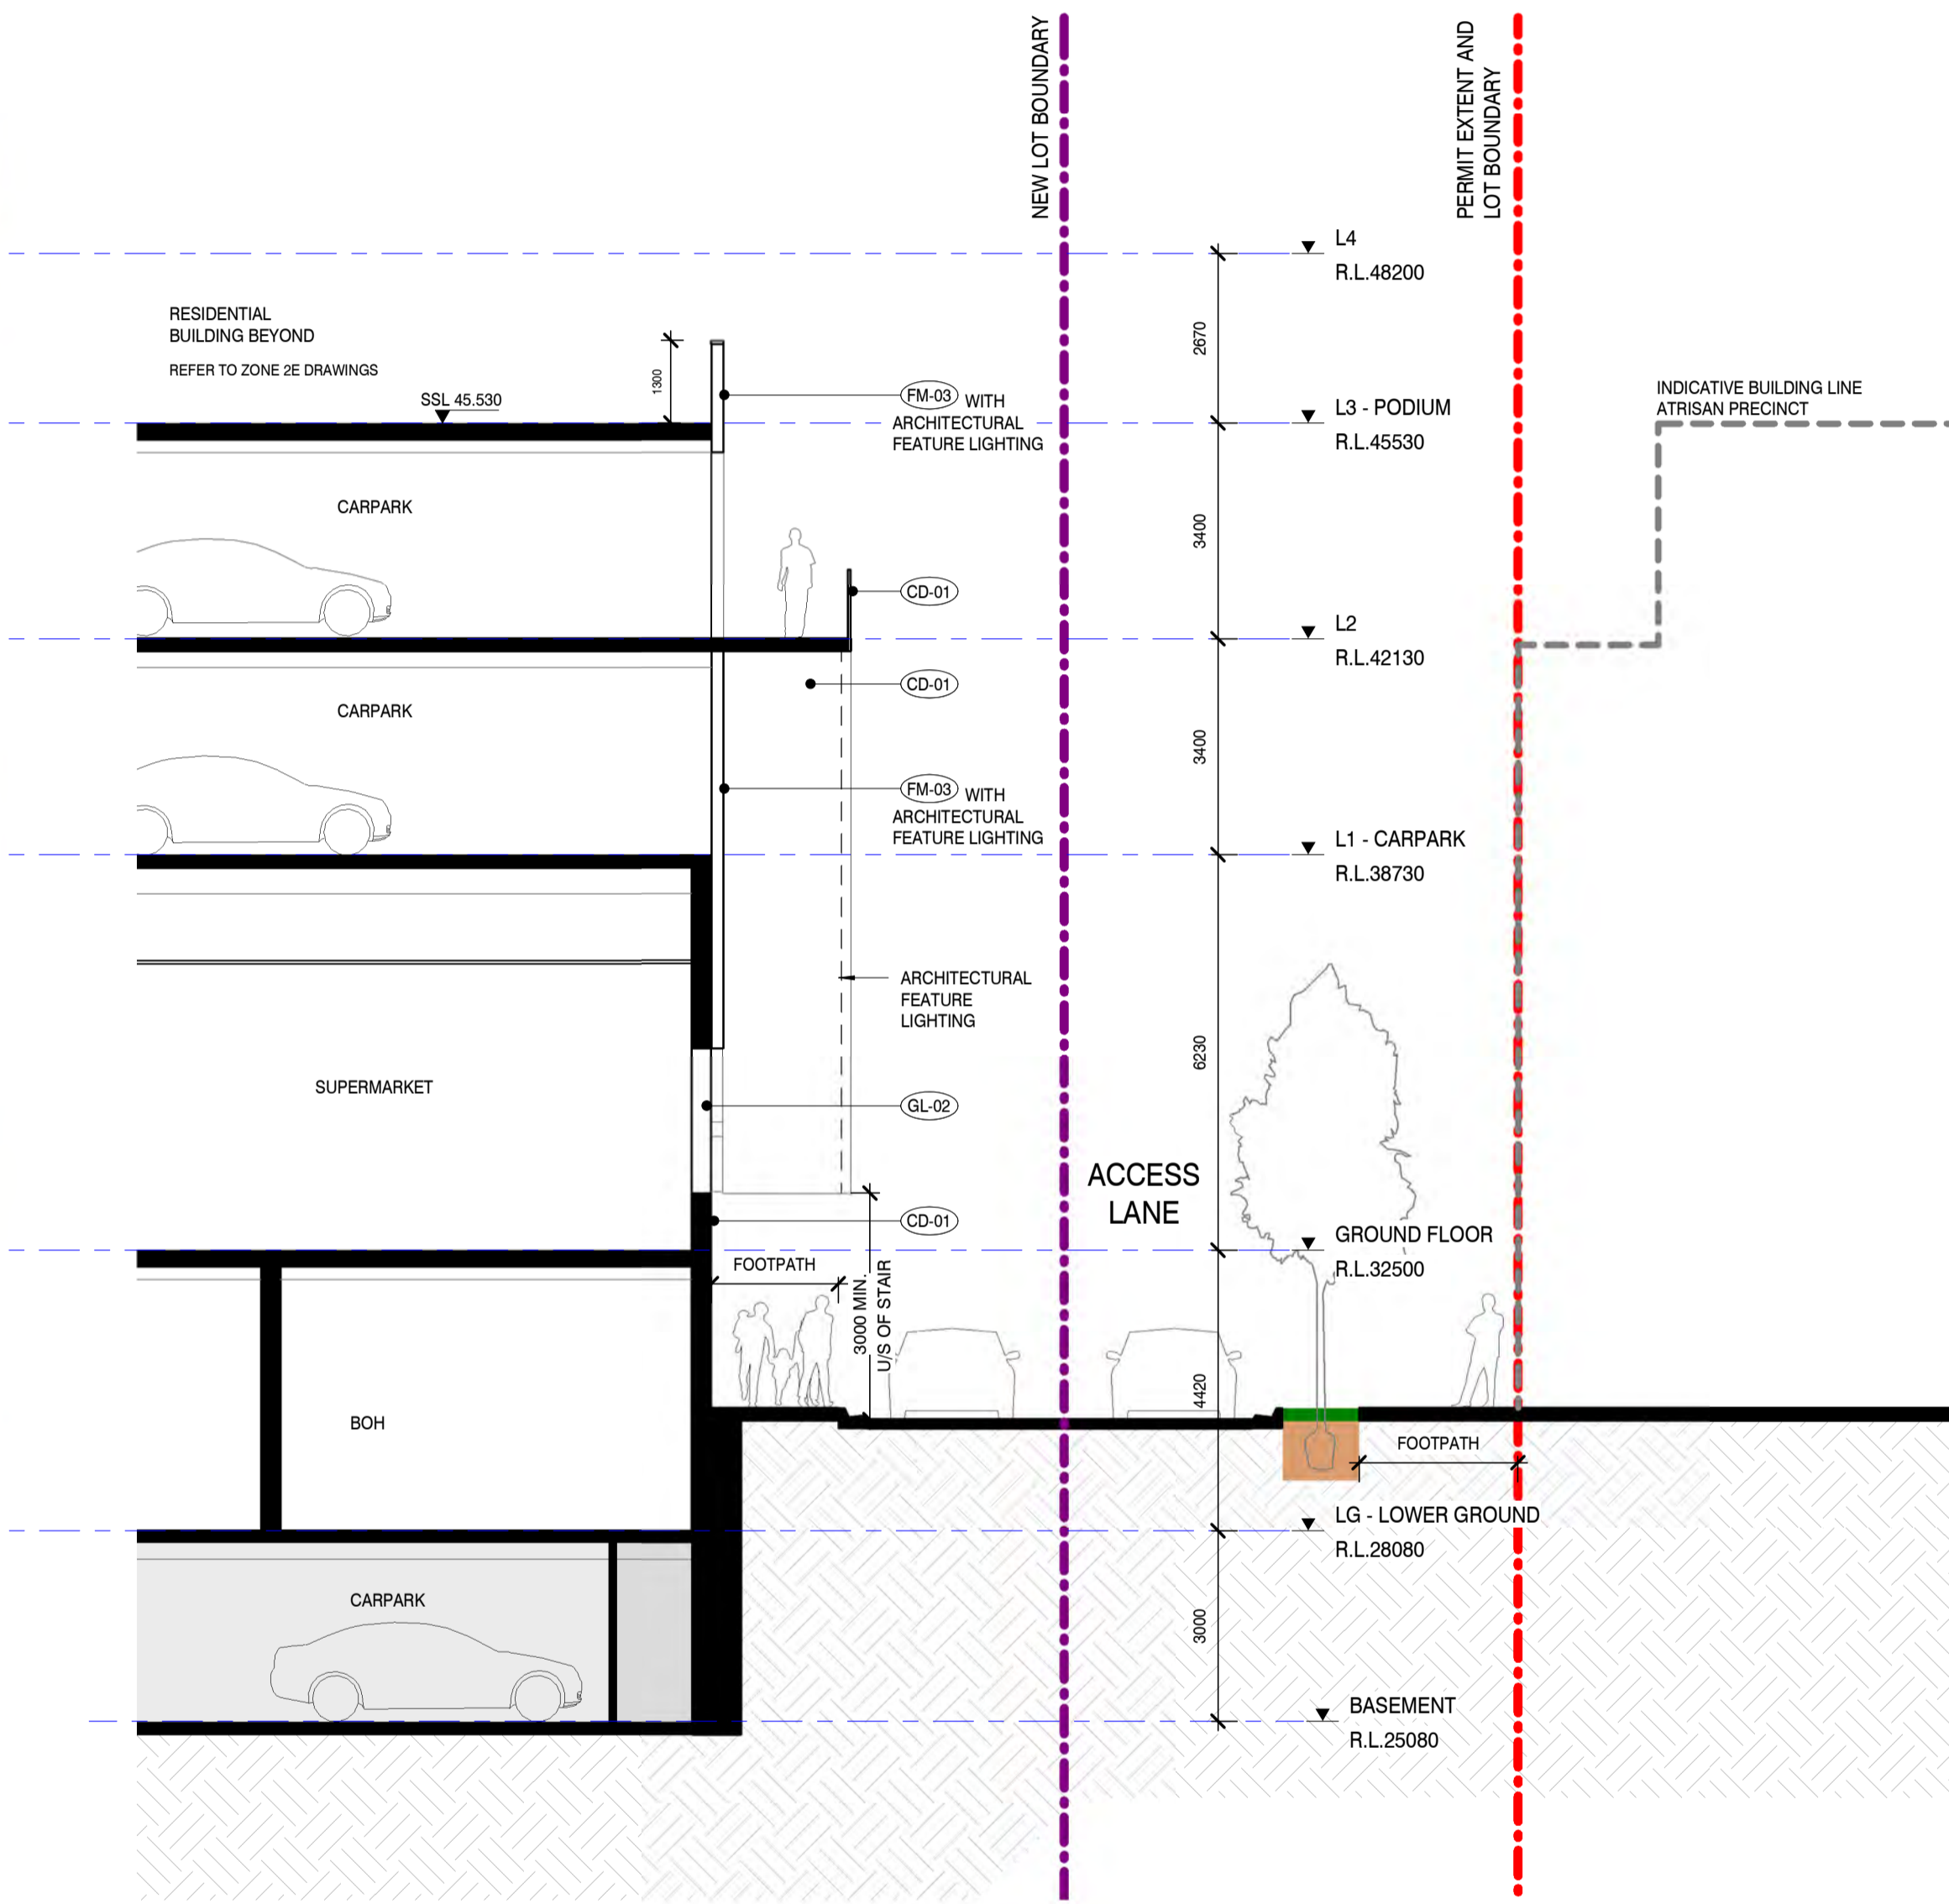 NEW LOT BOUNDARY
PERMIT EXTENT AND
LOT BOUNDARY
L4
R.L.48200
RESIDENTIAL
BUILDING BEYOND
REFER TO ZONE 2E DRAWINGS
SSL 45.530
1300
2670
FM-03 WITH
ARCHITECTURAL
FEATURE LIGHTING
L3 - PODIUM
R.L.45530
INDICATIVE BUILDING LINE
ATRISAN PRECINCT
CARPARK
3400
CD-01
L2
R.L.42130
CD-01
CARPARK
3400
FM-03 WITH
ARCHITECTURAL
FEATURE LIGHTING
L1 - CARPARK
R.L.38730
ARCHITECTURAL
FEATURE
LIGHTING
6230
SUPERMARKET
GL-02
ACCESS
LANE
CD-01
GROUND FLOOR
R.L.32500
FOOTPATH
3000 MIN.
U/S OF STAIR
4420
BOH
FOOTPATH
LG - LOWER GROUND
R.L.28080
CARPARK
3000
BASEMENT
R.L.25080